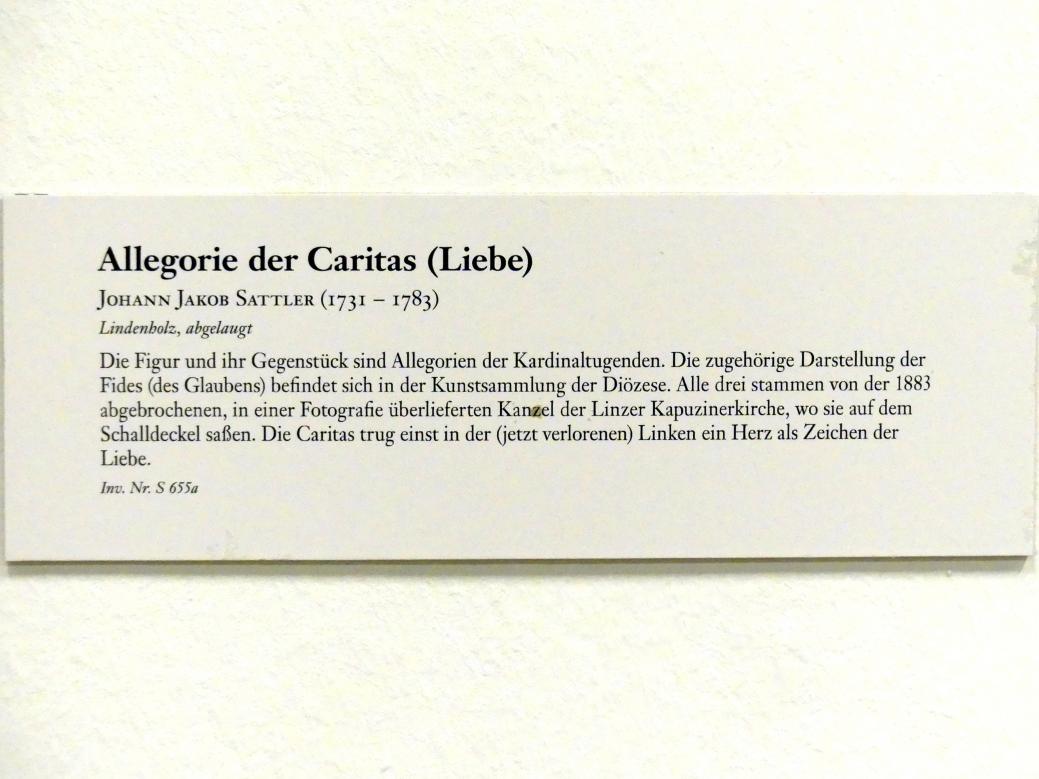 Allegorie der Caritas (Liebe)
Johann Jakob Sattler (1731 – 1783)
Lindenholz, abgelaugt
Die Figur und ihr Gegenstück sind Allegorien der Kardinaltugenden. Die zugehörige Darstellung der
Fides (des Glaubens) befindet sich in der Kunstsammlung der Diözese. Alle drei stammen von der 1883
abgebrochenen, in einer Fotografie überlieferten Kanzel der Linzer Kapuzinerkirche, wo sie auf dem
Schalldeckel saßen. Die Caritas trug einst in der (jetzt verlorenen) Linken ein Herz als Zeichen der
Liebe.
Inv. Nr. S 655a